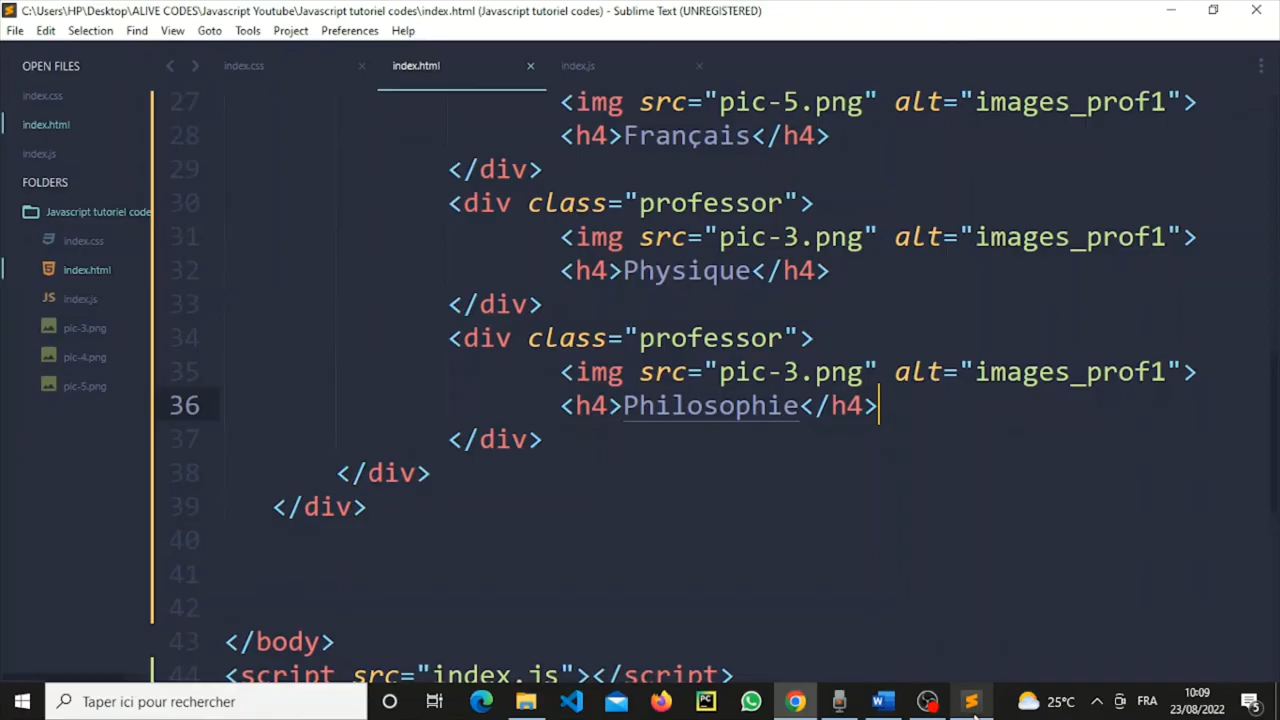 C:\Users\HP\Desktop\ALIVE CODES\Javascript Youtube\Javascript tutoriel codes\index.html (Javascript tutoriel codes) - Sublime Text (UNREGISTERED)
File Edit Selection Find View Goto Tools Project Preferences Help
OPEN FILES
index.css
index.html
index.js
FOLDERS
Javascript tutoriel code
index.css
index.html
JS index.js
pic-3.png
pic-4.png
pic-5.png
index.css index.html index.js
27 <img src="pic-5.png" alt="images_prof1">
28 <h4>Français</h4>
29 </div>
30 <div class="professor">
31 <img src="pic-3.png" alt="images_prof1">
32 <h4>Physique</h4>
33 </div>
34 <div class="professor">
35 <img src="pic-3.png" alt="images_prof1">
36 <h4>Philosophie</h4>
37 </div>
38 </div>
39 </div>
40
41
42
43 </body>
44 <script src="index.js"></script>
Taper ici pour rechercher
PC
25°C
FRA
10:09
23/08/2022
5